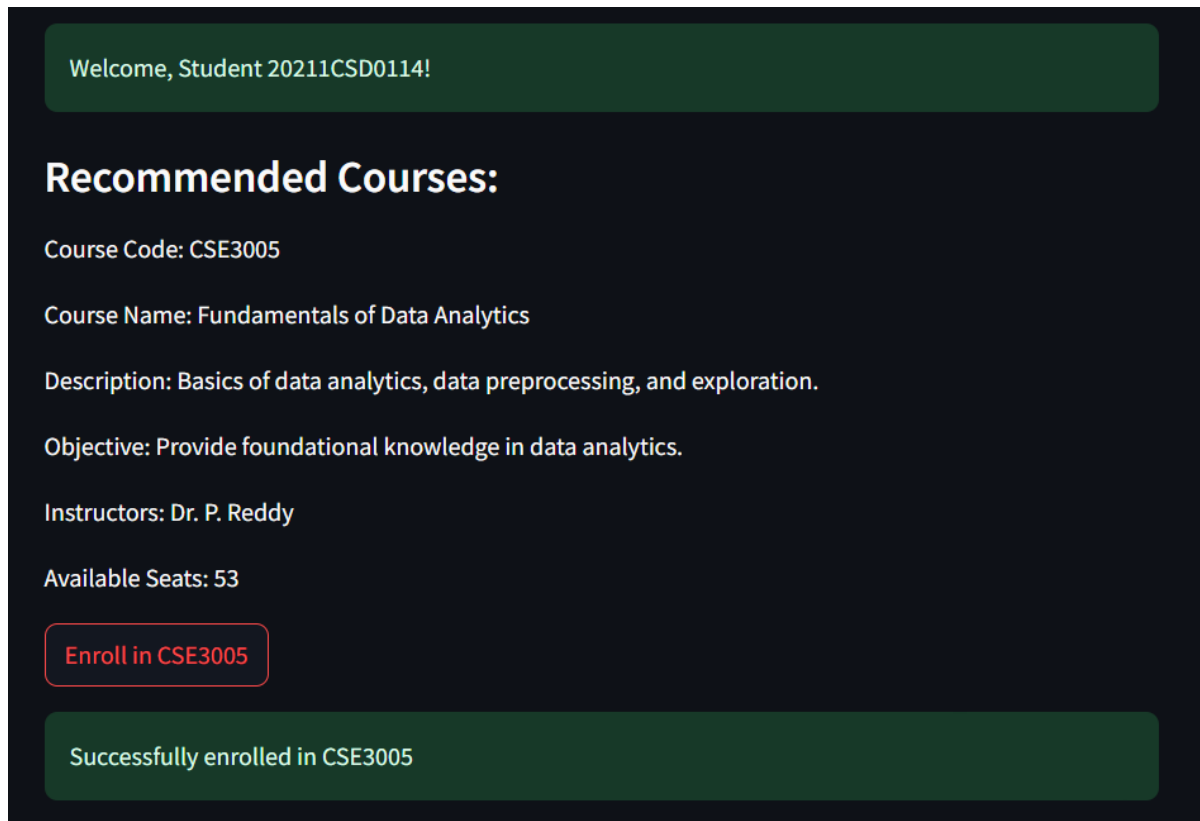 Welcome, Student 20211CSD0114!
Recommended Courses:
Course Code: CSE3005
Course Name: Fundamentals of Data Analytics
Description: Basics of data analytics, data preprocessing, and exploration.
Objective: Provide foundational knowledge in data analytics.
Instructors: Dr. P. Reddy
Available Seats: 53
Enroll in CSE3005
Successfully enrolled in CSE3005